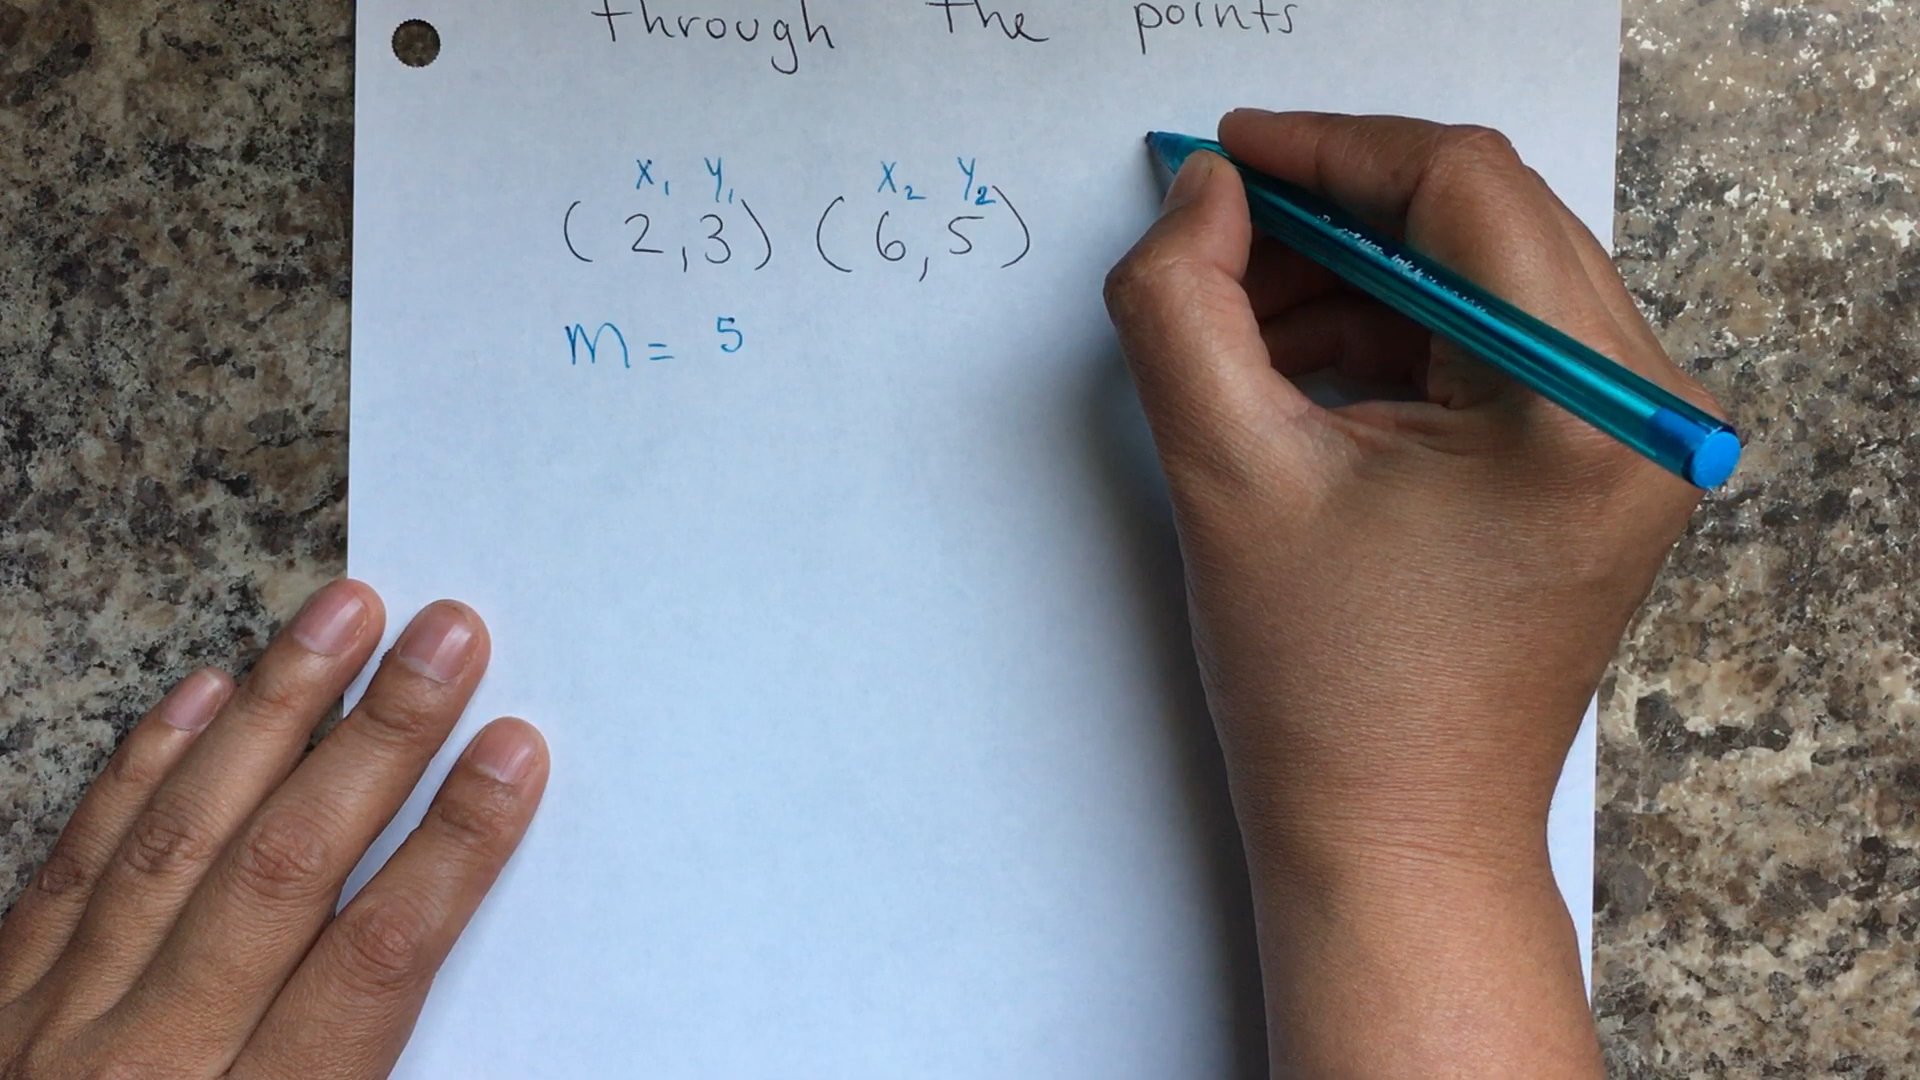 through the points
x₁ y₁ x₂ y₂
(2,3) (6,5)
m = 5